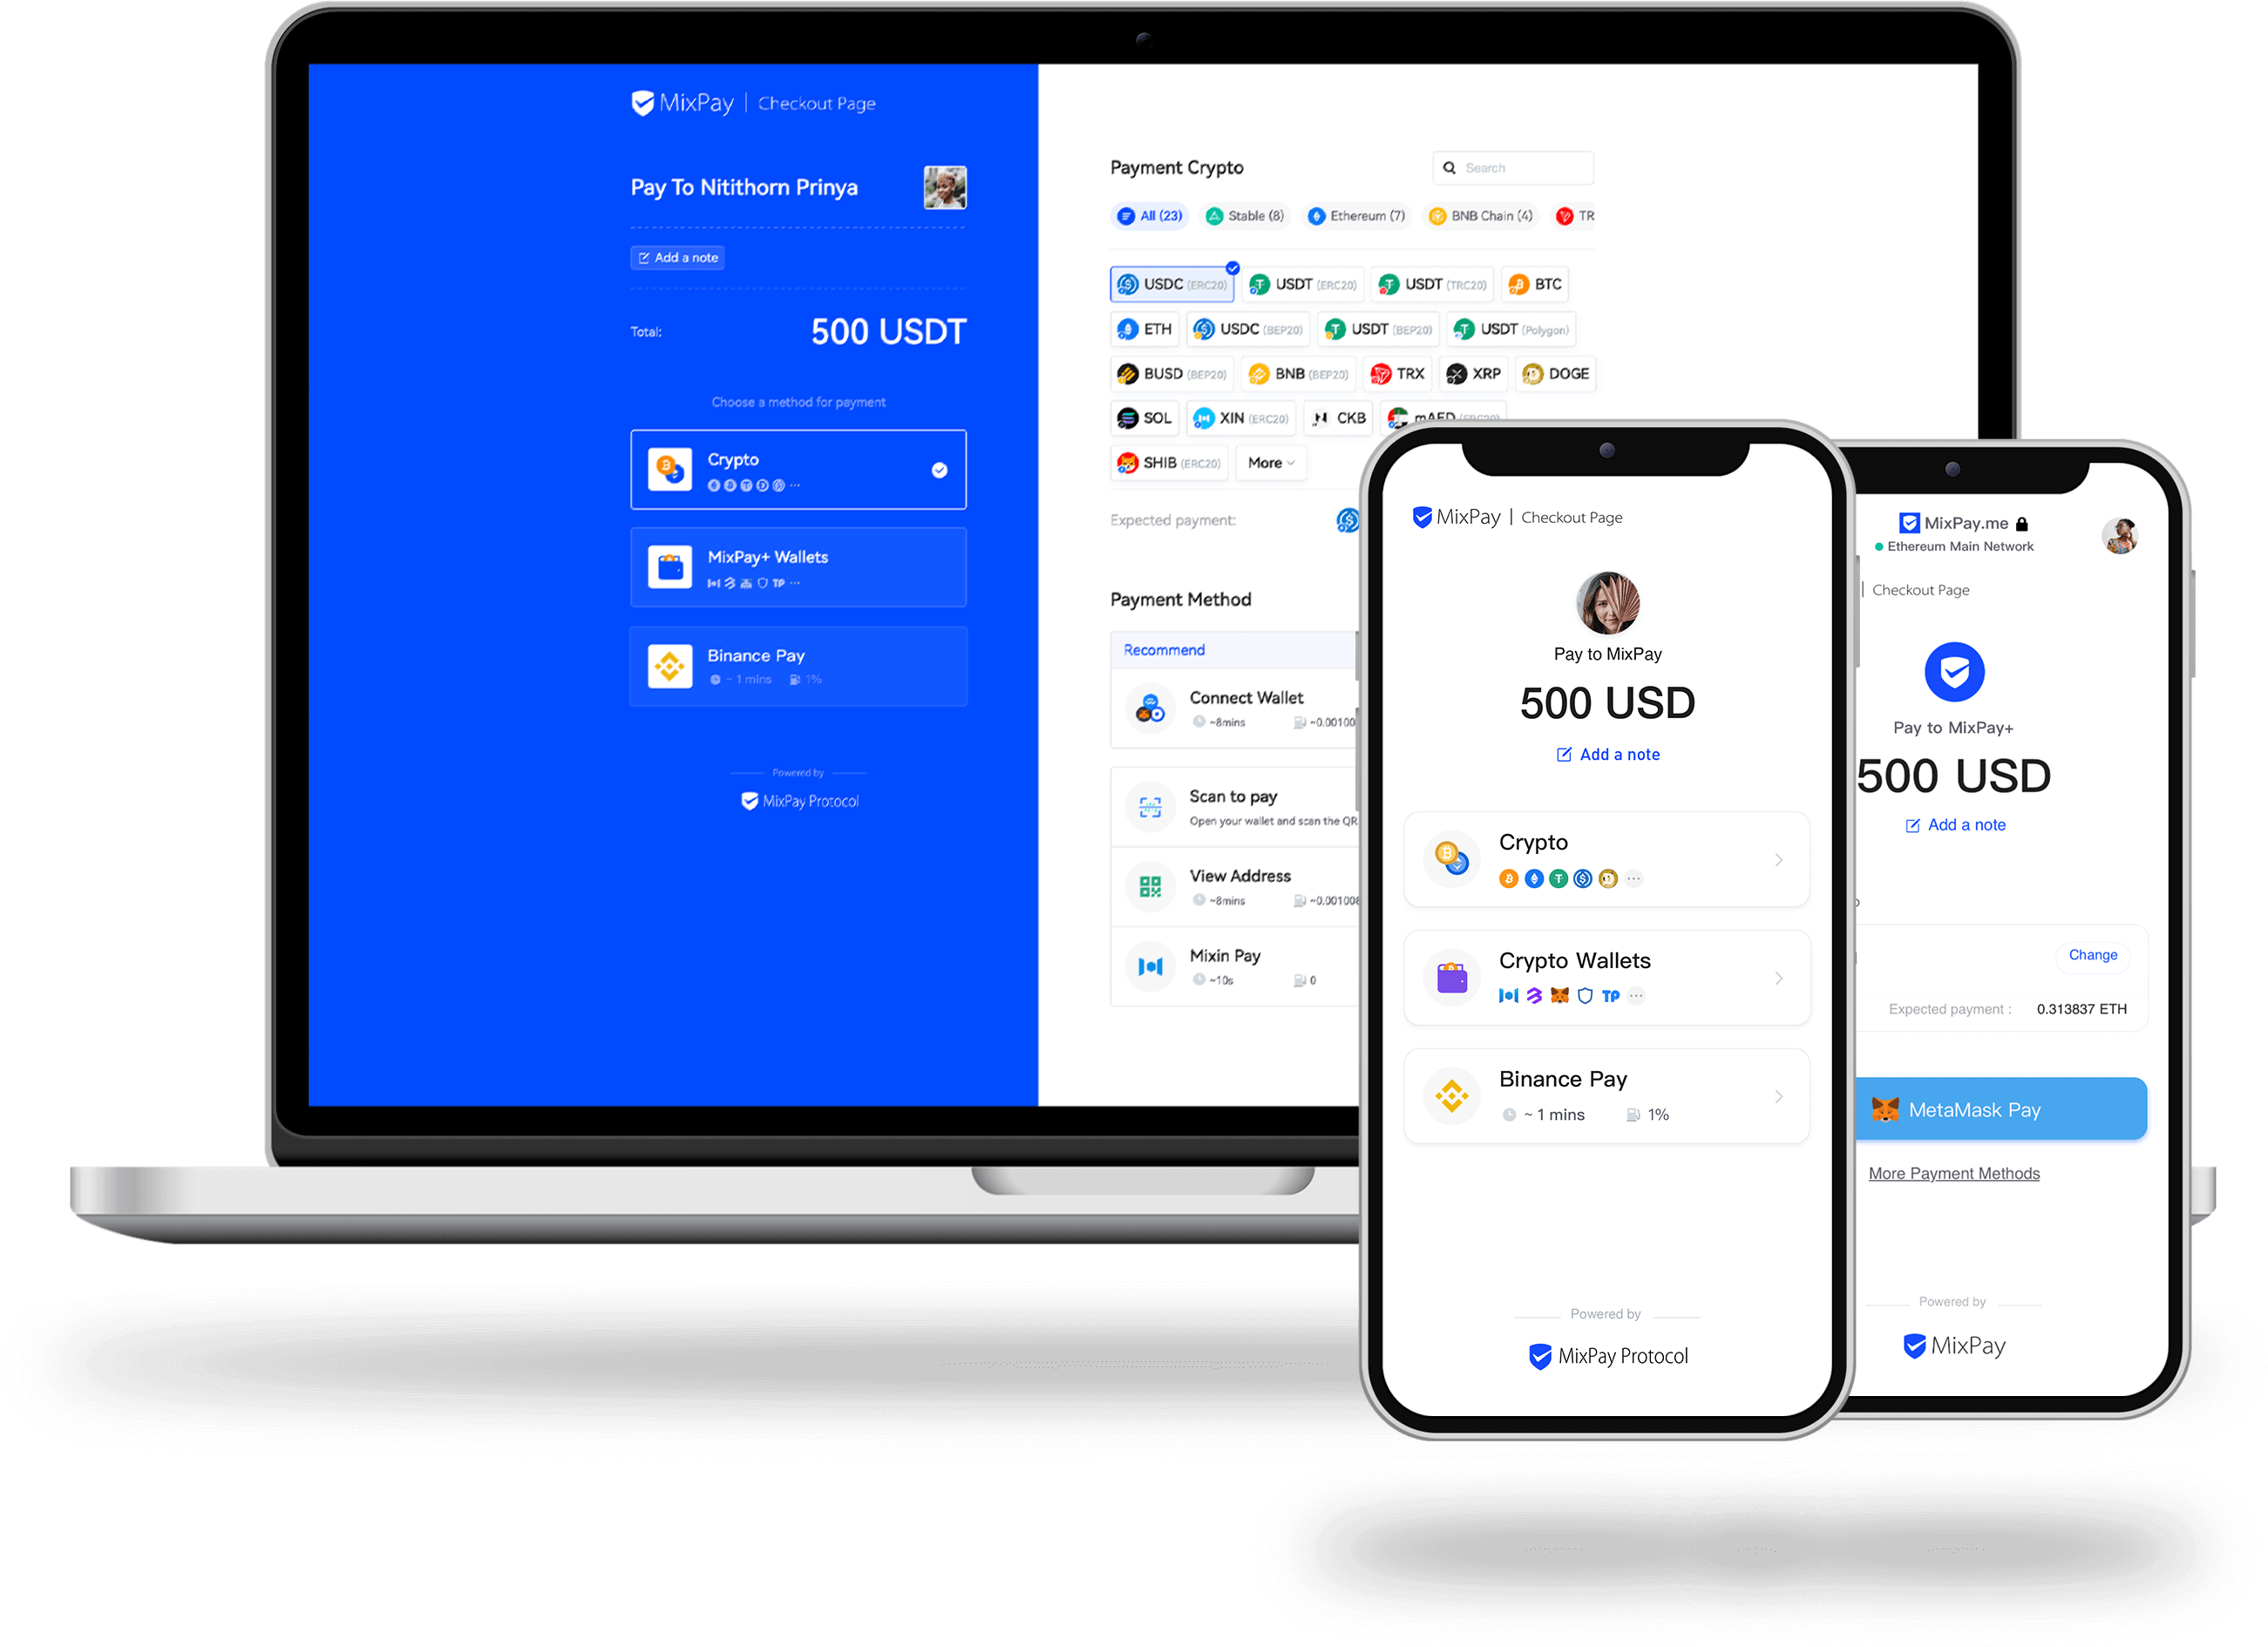 MixPay | Checkout Page
Pay To Nitithorn Prinya
Add a note
Total: 500 USDT
Choose a method for payment
Crypto
MixPay+ Wallets
TP
Binance Pay
~ 1 mins 1%
Powered by
MixPay Protocol
Payment Crypto
Search
All (23) Stable (8) Ethereum (7) BNB Chain (4) TR
USDC (ERC20) USDT (ERC20) USDT (TRC20) BTC
ETH USDC (BEP20) USDT (BEP20) USDT (Polygon)
BUSD (BEP20) BNB (BEP20) TRX XRP DOGE
SOL XIN (ERC20) CKB mAED (ERC20)
SHIB (ERC20) More
Expected payment:
Payment Method
Recommend
Connect Wallet
~8mins ~0.00100
Scan to pay
Open your wallet and scan the QR
View Address
~8mins ~0.001008
Mixin Pay
~10s 0
MixPay | Checkout Page
Pay to MixPay
500 USD
Add a note
Crypto
Crypto Wallets
TP
Binance Pay
~ 1 mins 1%
Powered by
MixPay Protocol
MixPay.me
Ethereum Main Network
| Checkout Page
Pay to MixPay+
500 USD
Add a note
Change
Expected payment : 0.313837 ETH
MetaMask Pay
More Payment Methods
Powered by
MixPay